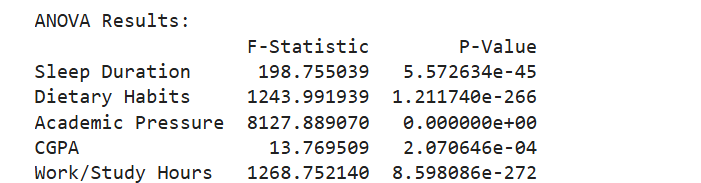 ANOVA Results:
F-Statistic P-Value
Sleep Duration 198.755039 5.572634e-45
Dietary Habits 1243.991939 1.211740e-266
Academic Pressure 8127.889070 0.000000e+00
CGPA 13.769509 2.070646e-04
Work/Study Hours 1268.752140 8.598086e-272